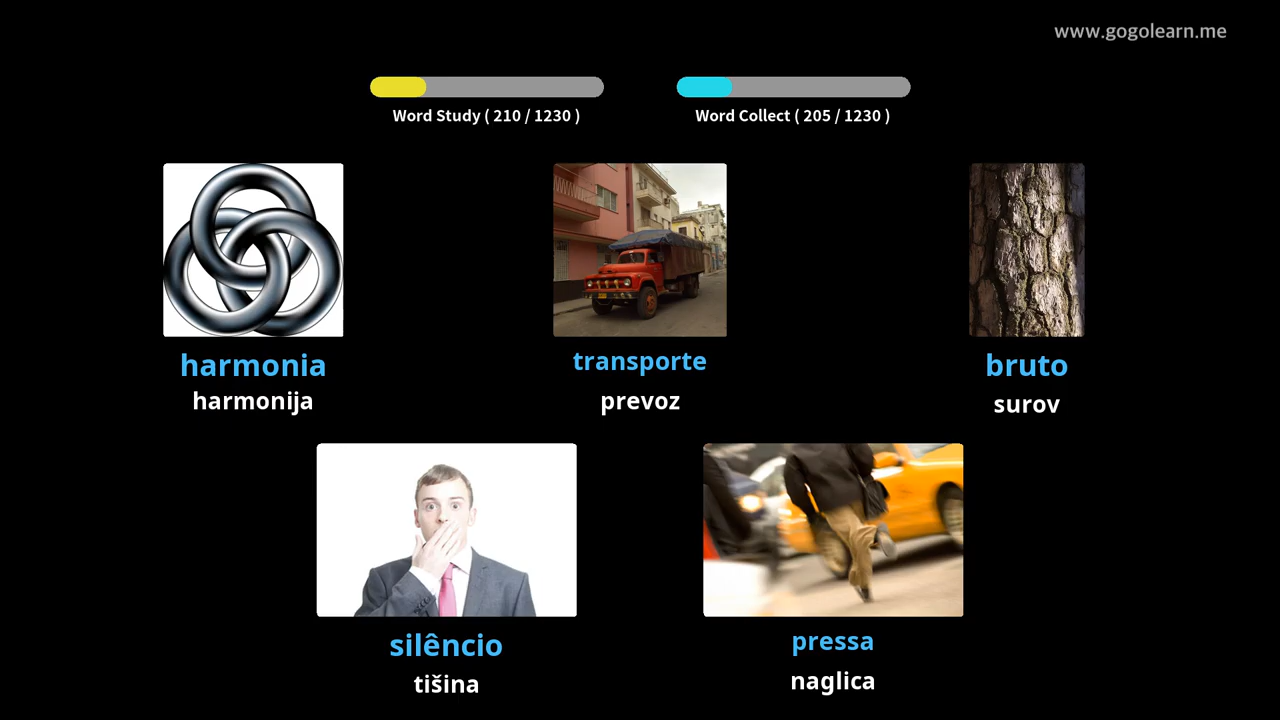 www.gogolearn.me
Word Study ( 210 / 1230 )
Word Collect ( 205 / 1230 )
harmonia
harmonija
transporte
prevoz
bruto
surov
silêncio
tišina
pressa
naglica